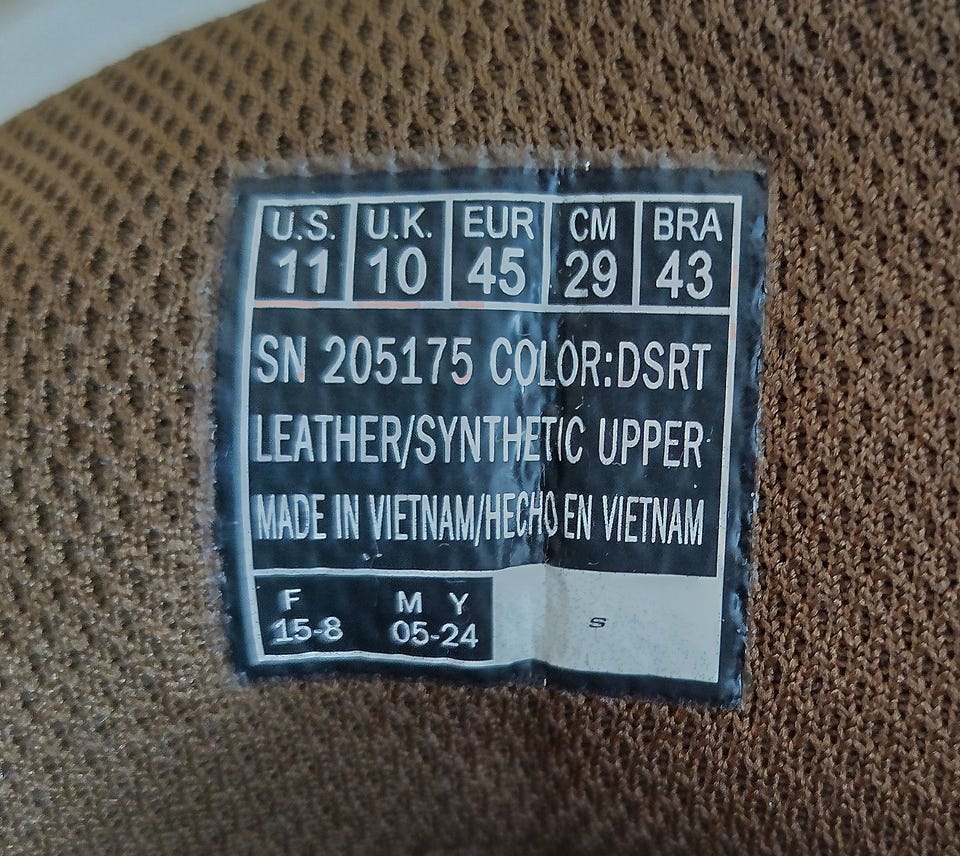 U.S. U.K. EUR CM BRA
11 10 45 29 43
SN 205175 COLOR:DSRT
LEATHER/SYNTHETIC UPPER
MADE IN VIETNAM/HECHO EN VIETNAM
F M Y
15-8 05-24
S